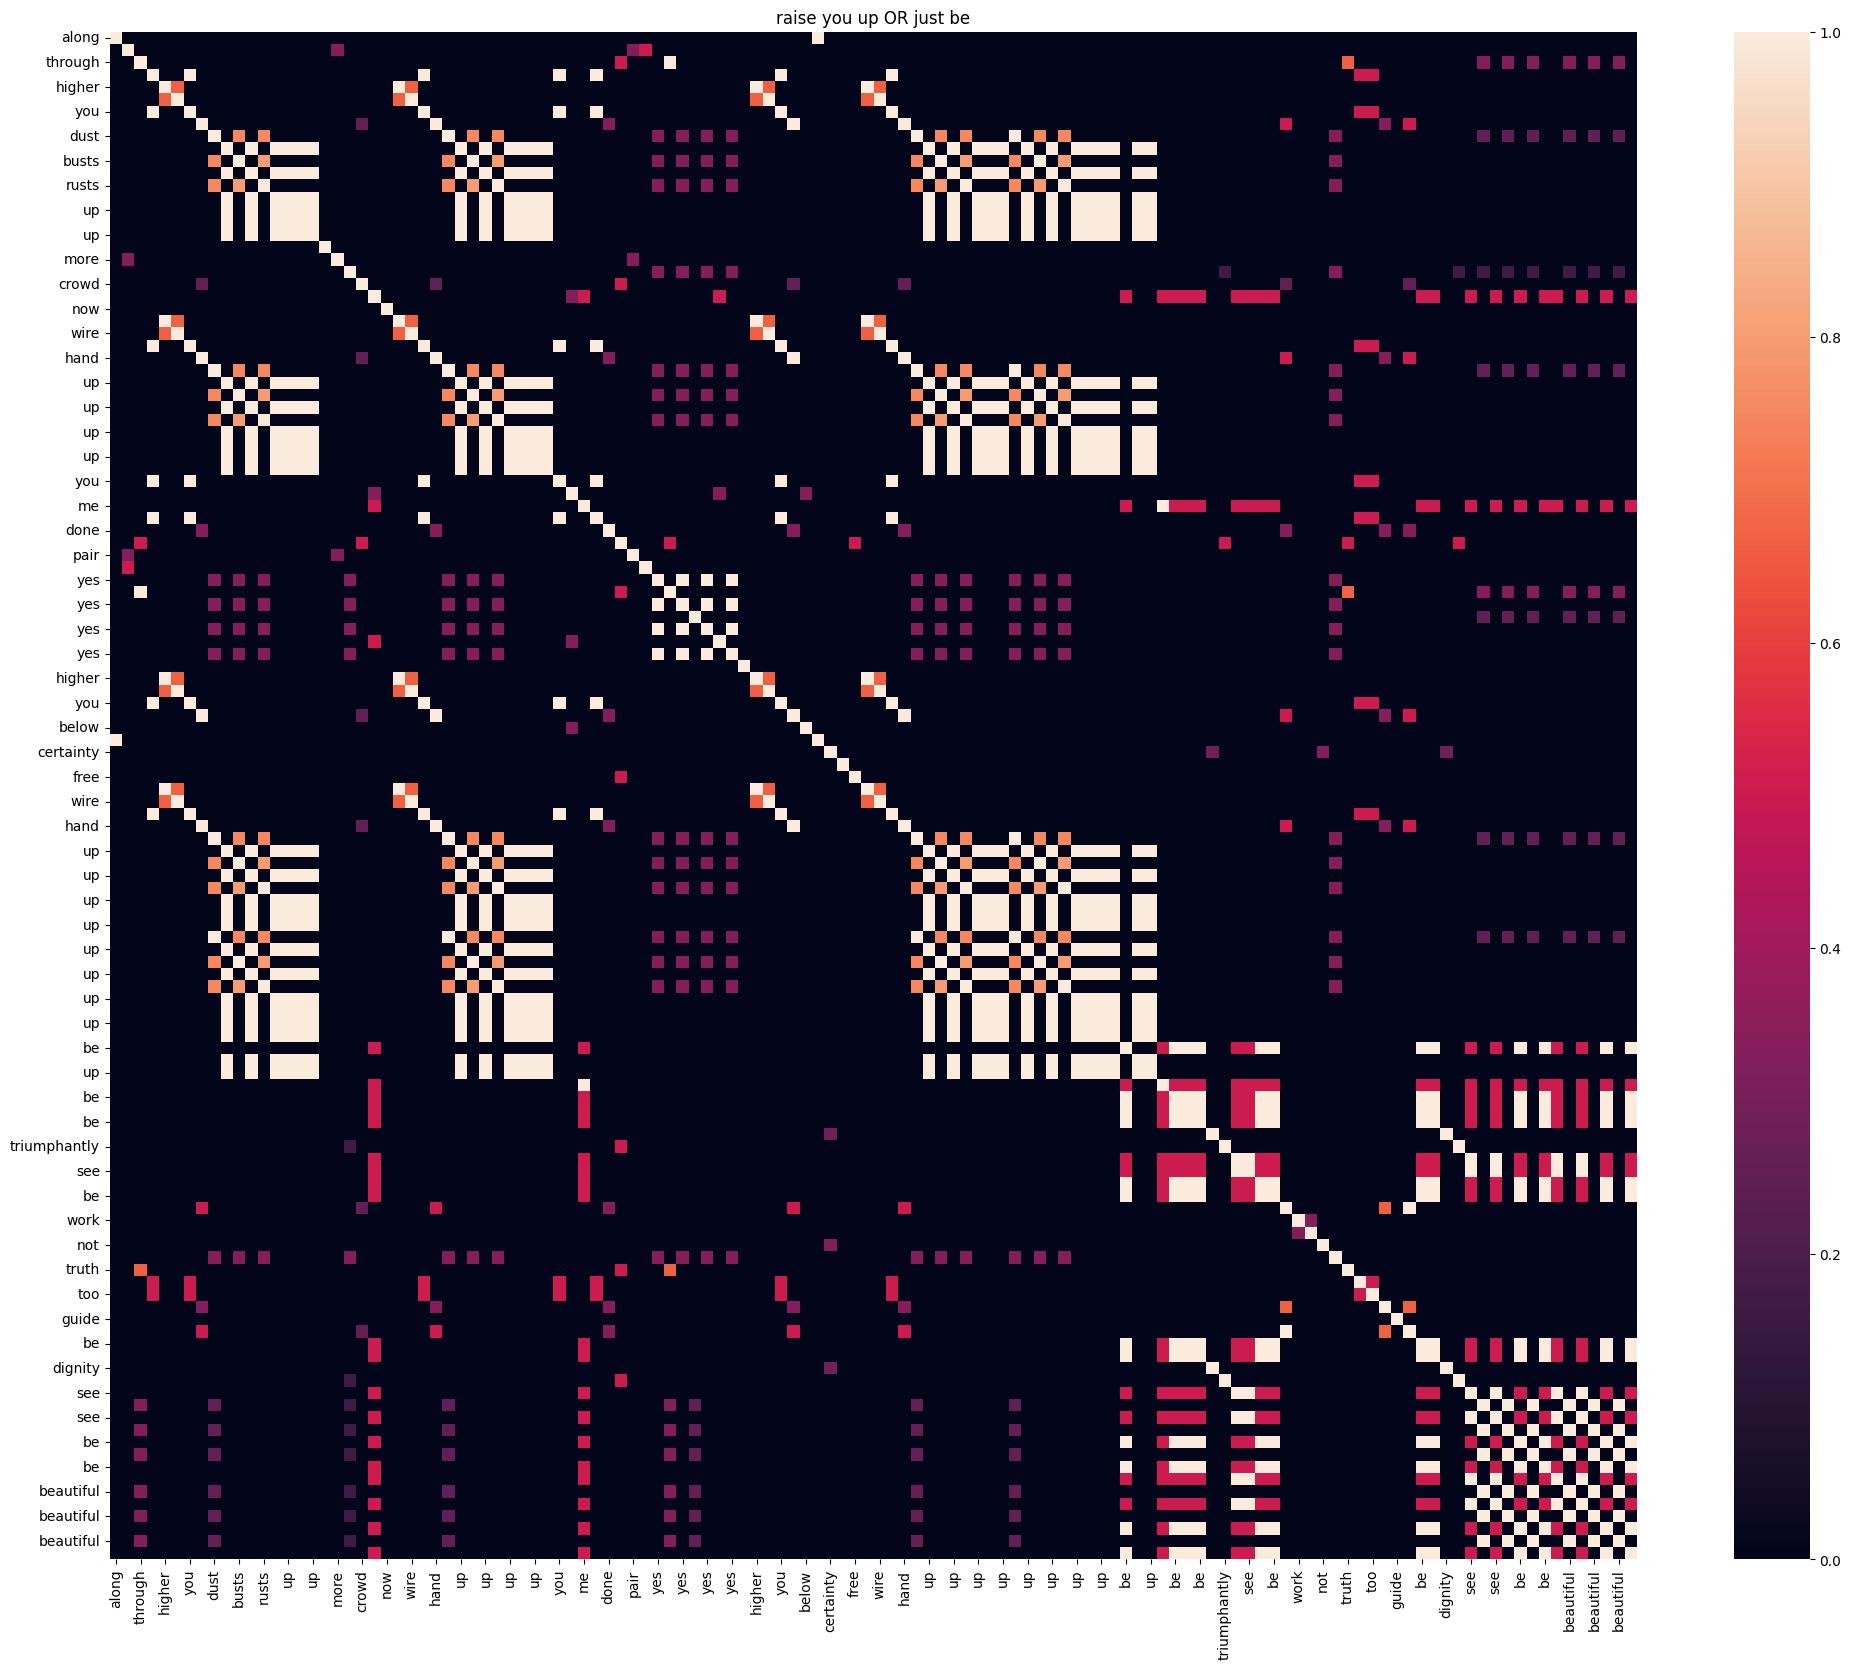 raise you up OR just be
along
through
higher
you
dust
busts
rusts
up
up
more
crowd
now
wire
hand
up
up
up
up
you
me
done
pair
yes
yes
yes
yes
higher
you
below
certainty
free
wire
hand
up
up
up
up
up
up
up
up
be
up
be
be
triumphantly
see
be
work
not
truth
too
guide
be
dignity
see
see
be
be
beautiful
beautiful
beautiful
along
through
higher
you
dust
busts
rusts
up
up
more
crowd
now
wire
hand
up
up
up
up
you
me
done
pair
yes
yes
yes
yes
higher
you
below
certainty
free
wire
hand
up
up
up
up
up
up
up
up
be
up
be
be
triumphantly
see
be
work
not
truth
too
guide
be
dignity
see
see
be
be
beautiful
beautiful
beautiful
1.0
0.8
0.6
0.4
0.2
0.0